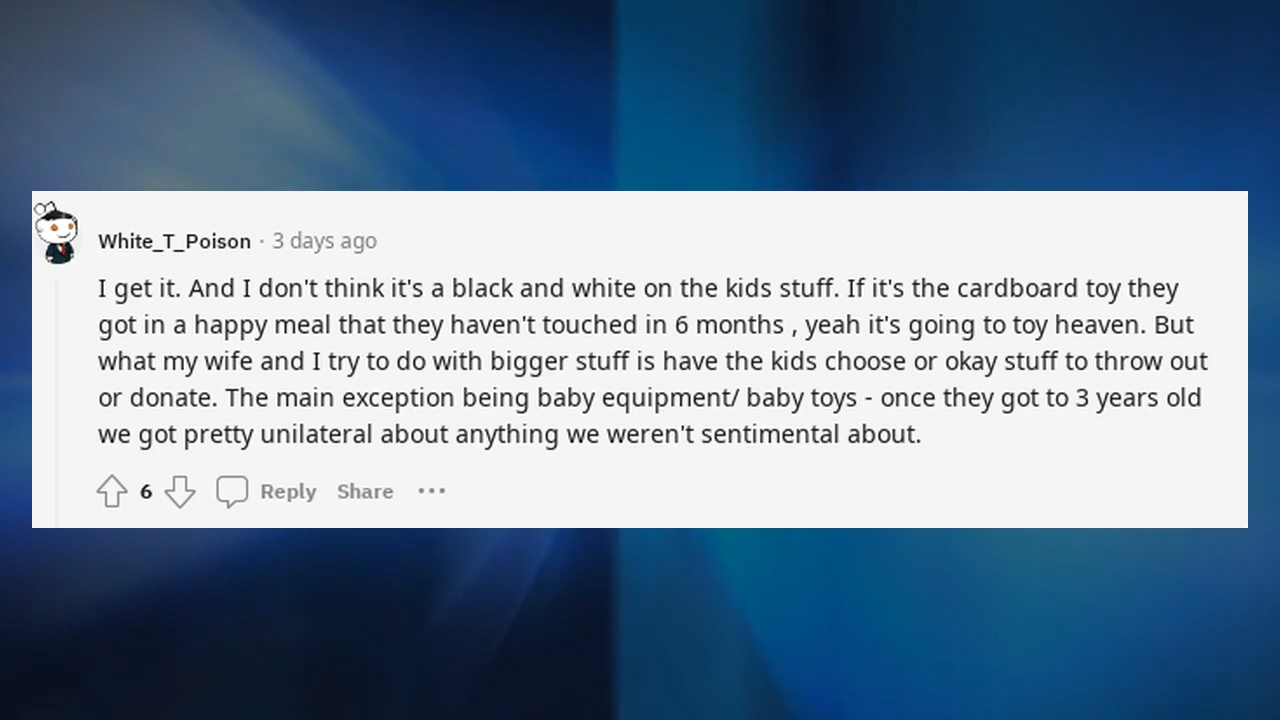 White_T_Poison · 3 days ago
I get it. And I don't think it's a black and white on the kids stuff. If it's the cardboard toy they
got in a happy meal that they haven't touched in 6 months , yeah it's going to toy heaven. But
what my wife and I try to do with bigger stuff is have the kids choose or okay stuff to throw out
or donate. The main exception being baby equipment/ baby toys - once they got to 3 years old
we got pretty unilateral about anything we weren't sentimental about.
6 Reply Share •••